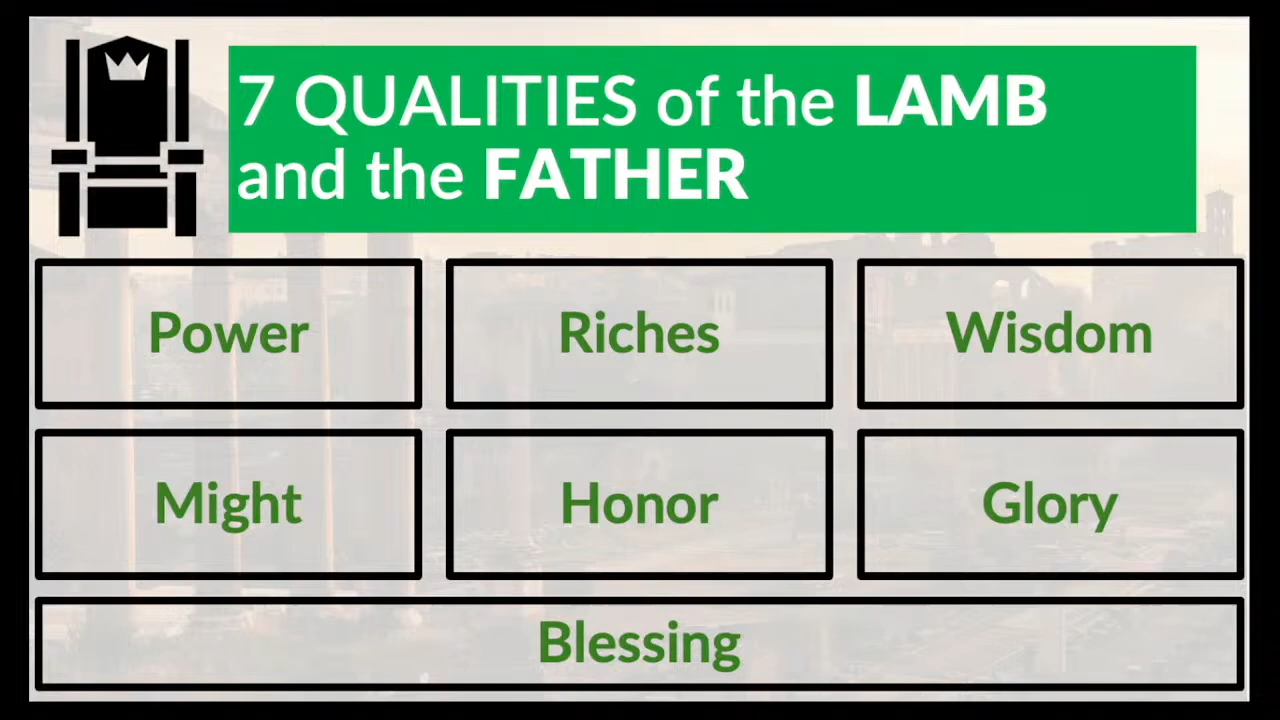 7 QUALITIES of the LAMB
and the FATHER
Power
Riches
Wisdom
Might
Honor
Glory
Blessing